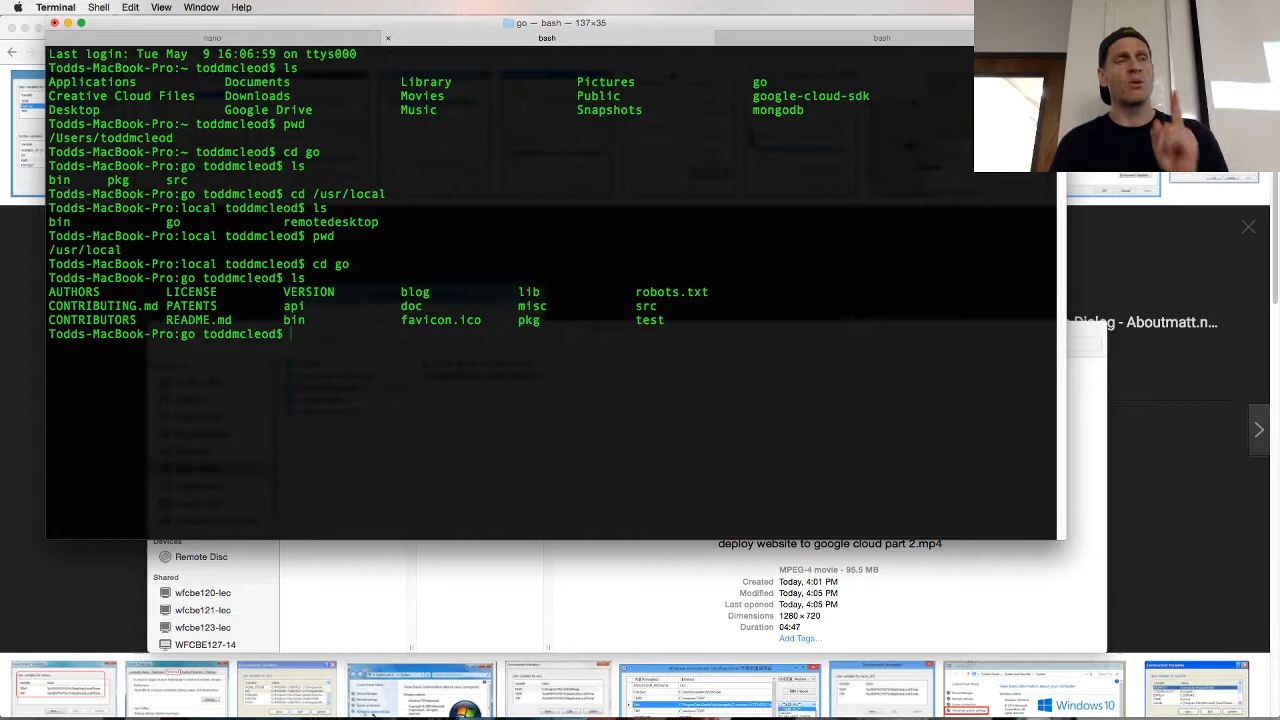 Terminal Shell Edit View Window Help
go — bash — 137×35
nano bash bash
Last login: Tue May  9 16:06:59 on ttys000
Todds-MacBook-Pro:~ toddmcleod$ ls
Applications Documents Library Pictures go
Creative Cloud Files Downloads Movies Public google-cloud-sdk
Desktop Google Drive Music Snapshots mongodb
Todds-MacBook-Pro:~ toddmcleod$ pwd
/Users/toddmcleod
Todds-MacBook-Pro:~ toddmcleod$ cd go
Todds-MacBook-Pro:go toddmcleod$ ls
bin pkg src
Todds-MacBook-Pro:go toddmcleod$ cd /usr/local
Todds-MacBook-Pro:local toddmcleod$ ls
bin go remotedesktop
Todds-MacBook-Pro:local toddmcleod$ pwd
/usr/local
Todds-MacBook-Pro:local toddmcleod$ cd go
Todds-MacBook-Pro:go toddmcleod$ ls
AUTHORS LICENSE VERSION blog lib robots.txt
CONTRIBUTING.md PATENTS api doc misc src
CONTRIBUTORS README.md bin favicon.ico pkg test
Todds-MacBook-Pro:go toddmcleod$
Dialog - Aboutmatt.n...
deploy website to google cloud part 2.mp4
Devices
Remote Disc
Shared
wfcbe120-lec
wfcbe121-lec
wfcbe123-lec
WFCBE127-14
MPEG-4 movie - 95.5 MB
Created Today, 4:01 PM
Modified Today, 4:05 PM
Last opened Today, 4:05 PM
Dimensions 1280×720
Duration 04:47
Add Tags...
Windows 10